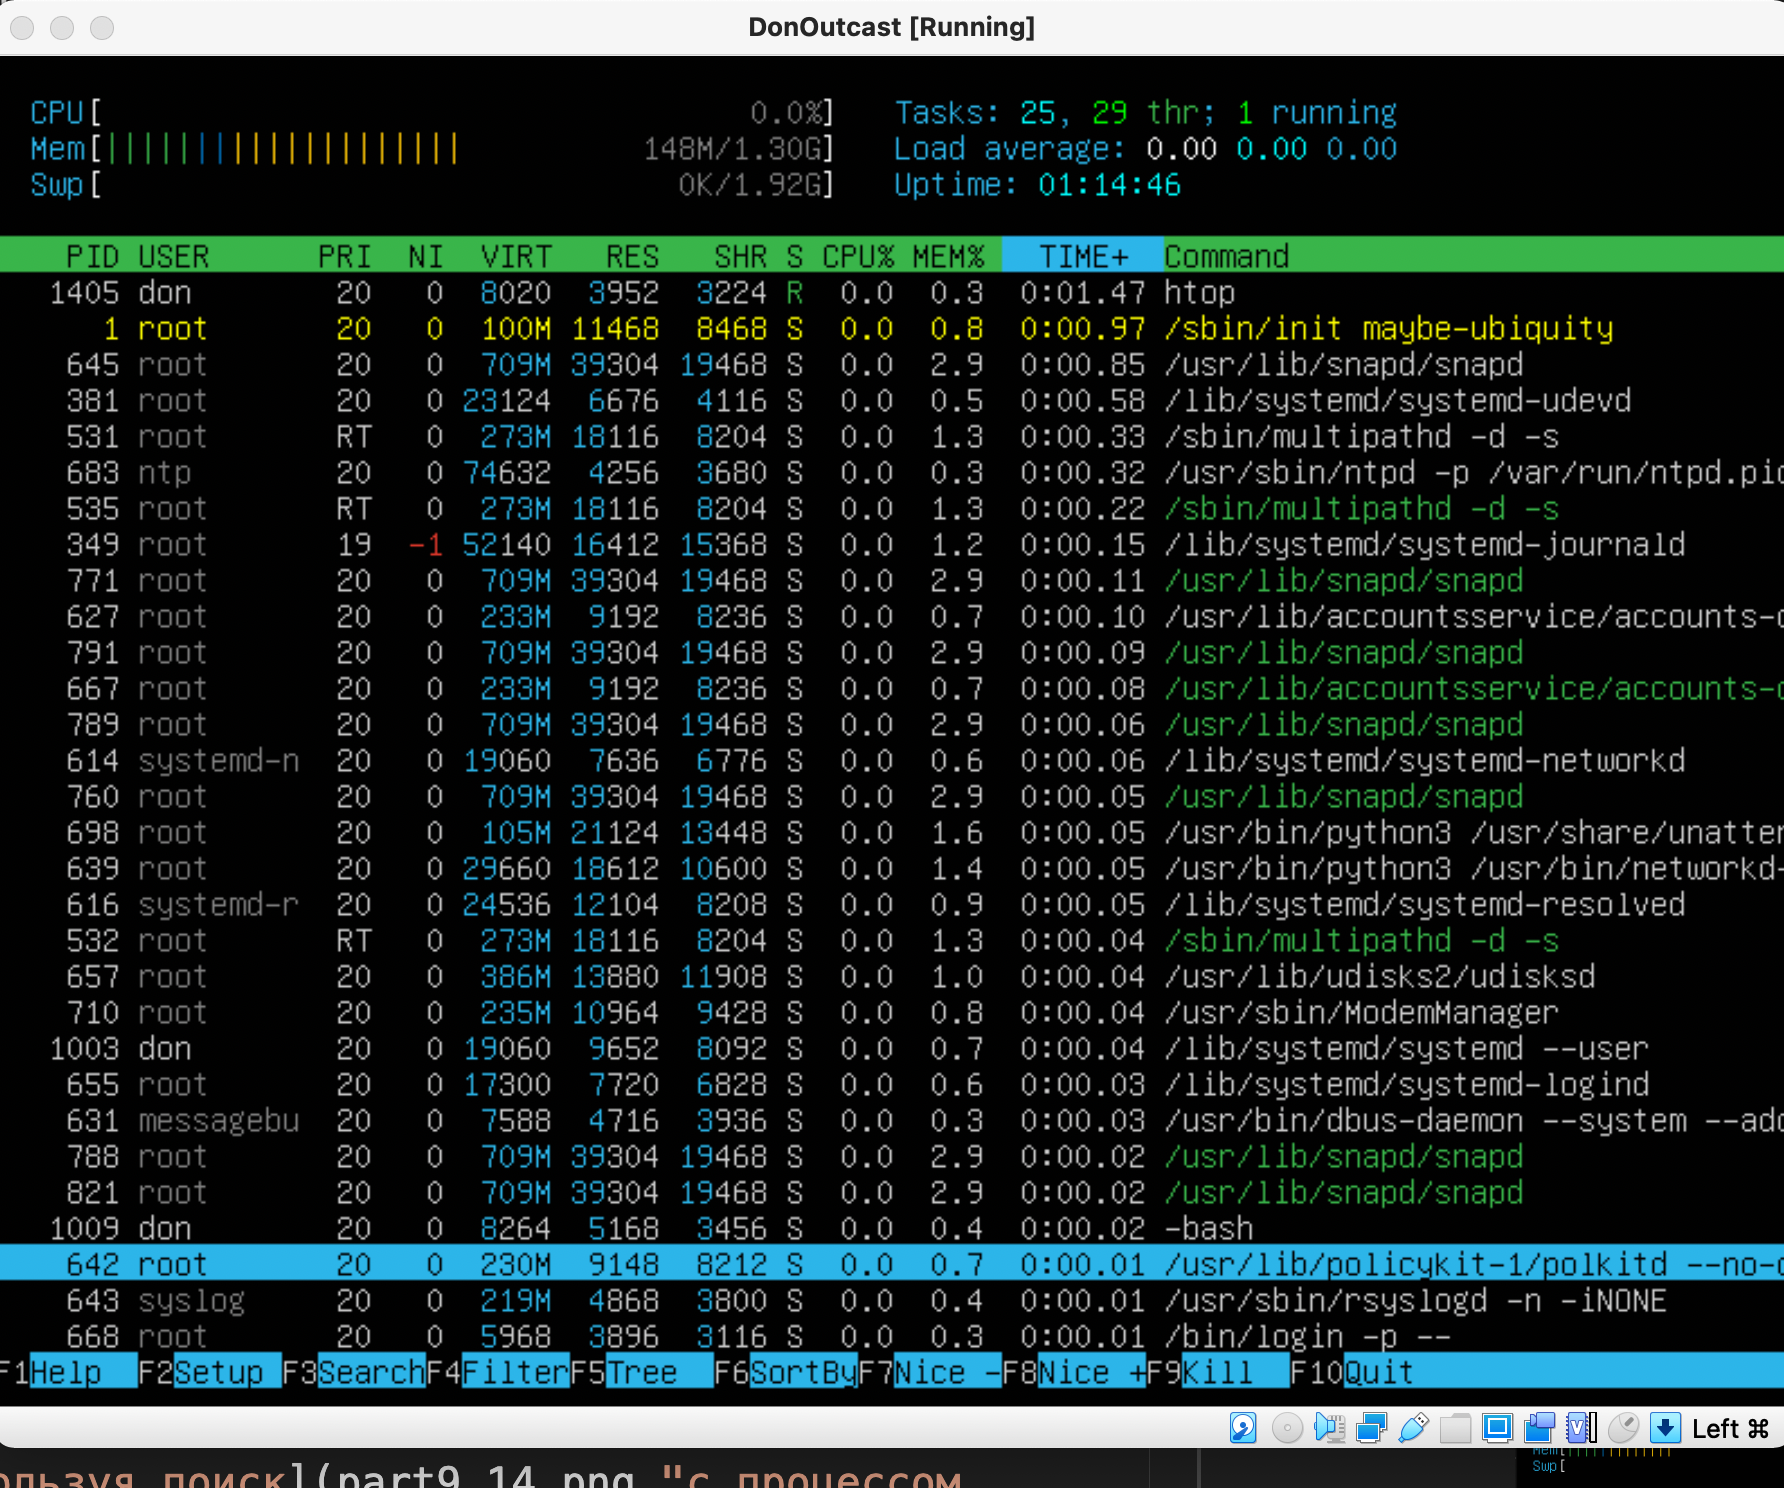 DonOutcast [Running]
CPU[ 0.0%] Tasks: 25, 29 thr; 1 running
Mem[||||||||||||||||||||148M/1.30G] Load average: 0.00 0.00 0.00
Swp[ 0K/1.92G] Uptime: 01:14:46
PID USER PRI NI VIRT RES SHR S CPU% MEM% TIME+ Command
1405 don 20 0 8020 3952 3224 R 0.0 0.3 0:01.47 htop
1 root 20 0 100M 11468 8468 S 0.0 0.8 0:00.97 /sbin/init maybe-ubiquity
645 root 20 0 709M 39304 19468 S 0.0 2.9 0:00.85 /usr/lib/snapd/snapd
381 root 20 0 23124 6676 4116 S 0.0 0.5 0:00.58 /lib/systemd/systemd-udevd
531 root RT 0 273M 18116 8204 S 0.0 1.3 0:00.33 /sbin/multipathd -d -s
683 ntp 20 0 74632 4256 3680 S 0.0 0.3 0:00.32 /usr/sbin/ntpd -p /var/run/ntpd.pid
535 root RT 0 273M 18116 8204 S 0.0 1.3 0:00.22 /sbin/multipathd -d -s
349 root 19 -1 52140 16412 15368 S 0.0 1.2 0:00.15 /lib/systemd/systemd-journald
771 root 20 0 709M 39304 19468 S 0.0 2.9 0:00.11 /usr/lib/snapd/snapd
627 root 20 0 233M 9192 8236 S 0.0 0.7 0:00.10 /usr/lib/accountsservice/accounts-d
791 root 20 0 709M 39304 19468 S 0.0 2.9 0:00.09 /usr/lib/snapd/snapd
667 root 20 0 233M 9192 8236 S 0.0 0.7 0:00.08 /usr/lib/accountsservice/accounts-d
789 root 20 0 709M 39304 19468 S 0.0 2.9 0:00.06 /usr/lib/snapd/snapd
614 systemd-n 20 0 19060 7636 6776 S 0.0 0.6 0:00.06 /lib/systemd/systemd-networkd
760 root 20 0 709M 39304 19468 S 0.0 2.9 0:00.05 /usr/lib/snapd/snapd
698 root 20 0 105M 21124 13448 S 0.0 1.6 0:00.05 /usr/bin/python3 /usr/share/unatten
639 root 20 0 29660 18612 10600 S 0.0 1.4 0:00.05 /usr/bin/python3 /usr/bin/networkd-
616 systemd-r 20 0 24536 12104 8208 S 0.0 0.9 0:00.05 /lib/systemd/systemd-resolved
532 root RT 0 273M 18116 8204 S 0.0 1.3 0:00.04 /sbin/multipathd -d -s
657 root 20 0 386M 13880 11908 S 0.0 1.0 0:00.04 /usr/lib/udisks2/udisksd
710 root 20 0 235M 10964 9428 S 0.0 0.8 0:00.04 /usr/sbin/ModemManager
1003 don 20 0 19060 9652 8092 S 0.0 0.7 0:00.04 /lib/systemd/systemd --user
655 root 20 0 17300 7720 6828 S 0.0 0.6 0:00.03 /lib/systemd/systemd-logind
631 messagebu 20 0 7588 4716 3936 S 0.0 0.3 0:00.03 /usr/bin/dbus-daemon --system --add
788 root 20 0 709M 39304 19468 S 0.0 2.9 0:00.02 /usr/lib/snapd/snapd
821 root 20 0 709M 39304 19468 S 0.0 2.9 0:00.02 /usr/lib/snapd/snapd
1009 don 20 0 8264 5168 3456 S 0.0 0.4 0:00.02 -bash
642 root 20 0 230M 9148 8212 S 0.0 0.7 0:00.01 /usr/lib/policykit-1/polkitd --no-d
643 syslog 20 0 219M 4868 3800 S 0.0 0.4 0:00.01 /usr/sbin/rsyslogd -n -iNONE
668 root 20 0 5968 3896 3116 S 0.0 0.3 0:00.01 /bin/login -p --
F1Help F2Setup F3SearchF4FilterF5Tree F6SortByF7Nice -F8Nice +F9Kill F10Quit
Left ⌘
ользуя поиск](part9_14.png "с процессом
Mem[
Swp[